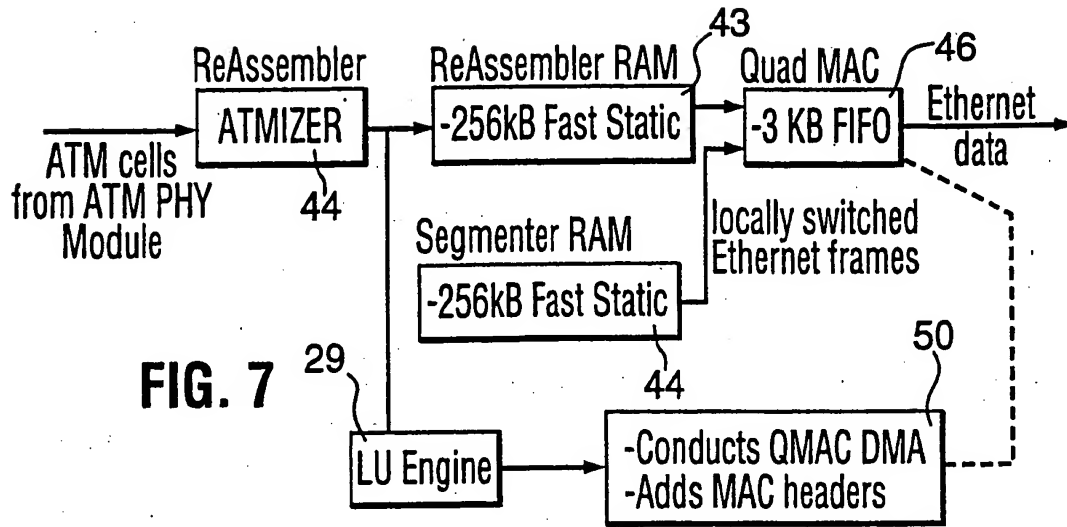 43
46
ReAssembler
ReAssembler RAM
Quad MAC
ATMIZER
-256kB Fast Static
-3 KB FIFO
Ethernet
data
ATM cells
from ATM PHY
Module
44
Segmenter RAM
locally switched
Ethernet frames
-256kB Fast Static
44
FIG. 7
29
50
LU Engine
-Conducts QMAC DMA
-Adds MAC headers